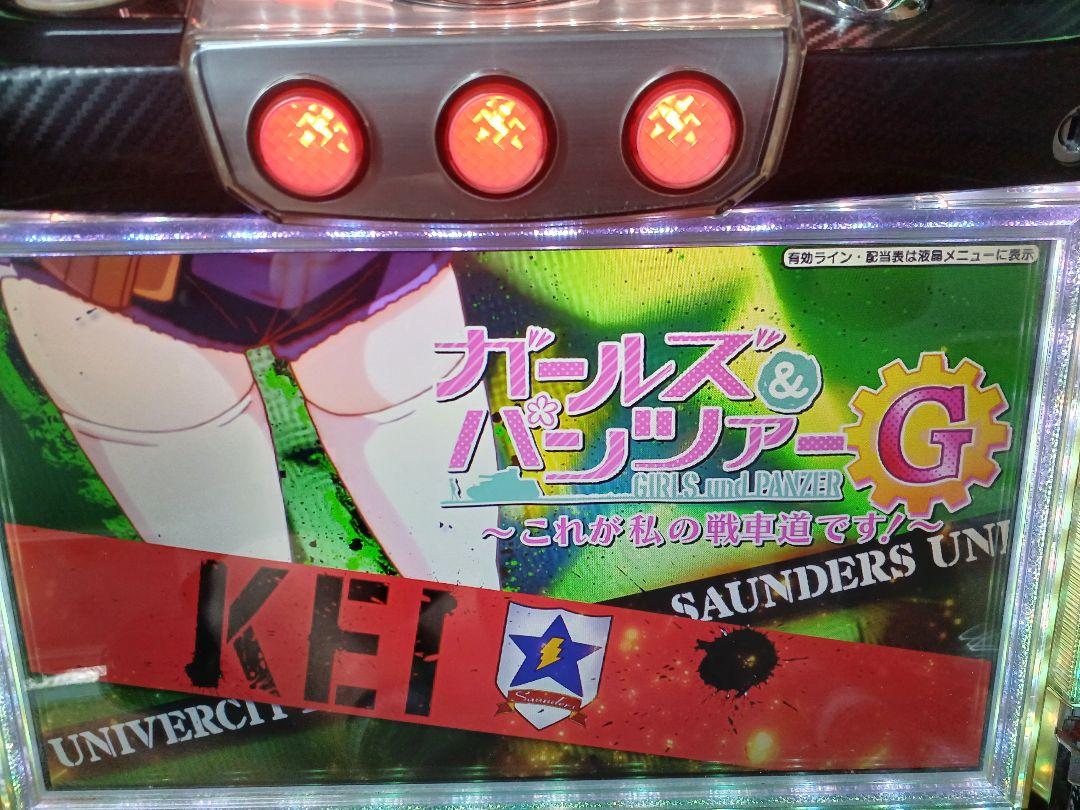 有効ライン・配当表は液晶メニューに表示
ガールズ&
パンツァーG
GIRLS und PANZER
～これが私の戦車道です!～
SAUNDERS UNI
KEI
Saunders
UNIVERCIT